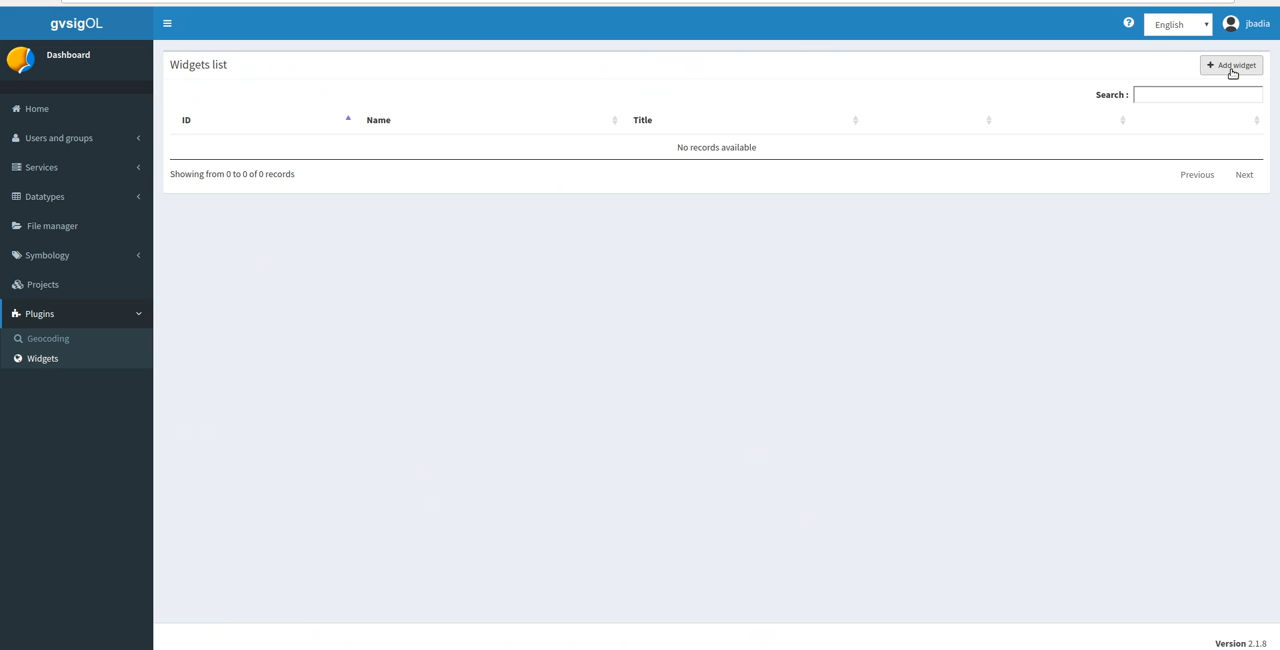 gvsigOL
English
jbadia
Dashboard
Home
Users and groups
Services
Datatypes
File manager
Symbology
Projects
Plugins
Geocoding
Widgets
Widgets list
Add widget
Search :
ID Name Title
No records available
Showing from 0 to 0 of 0 records
Previous Next
Version 2.1.8